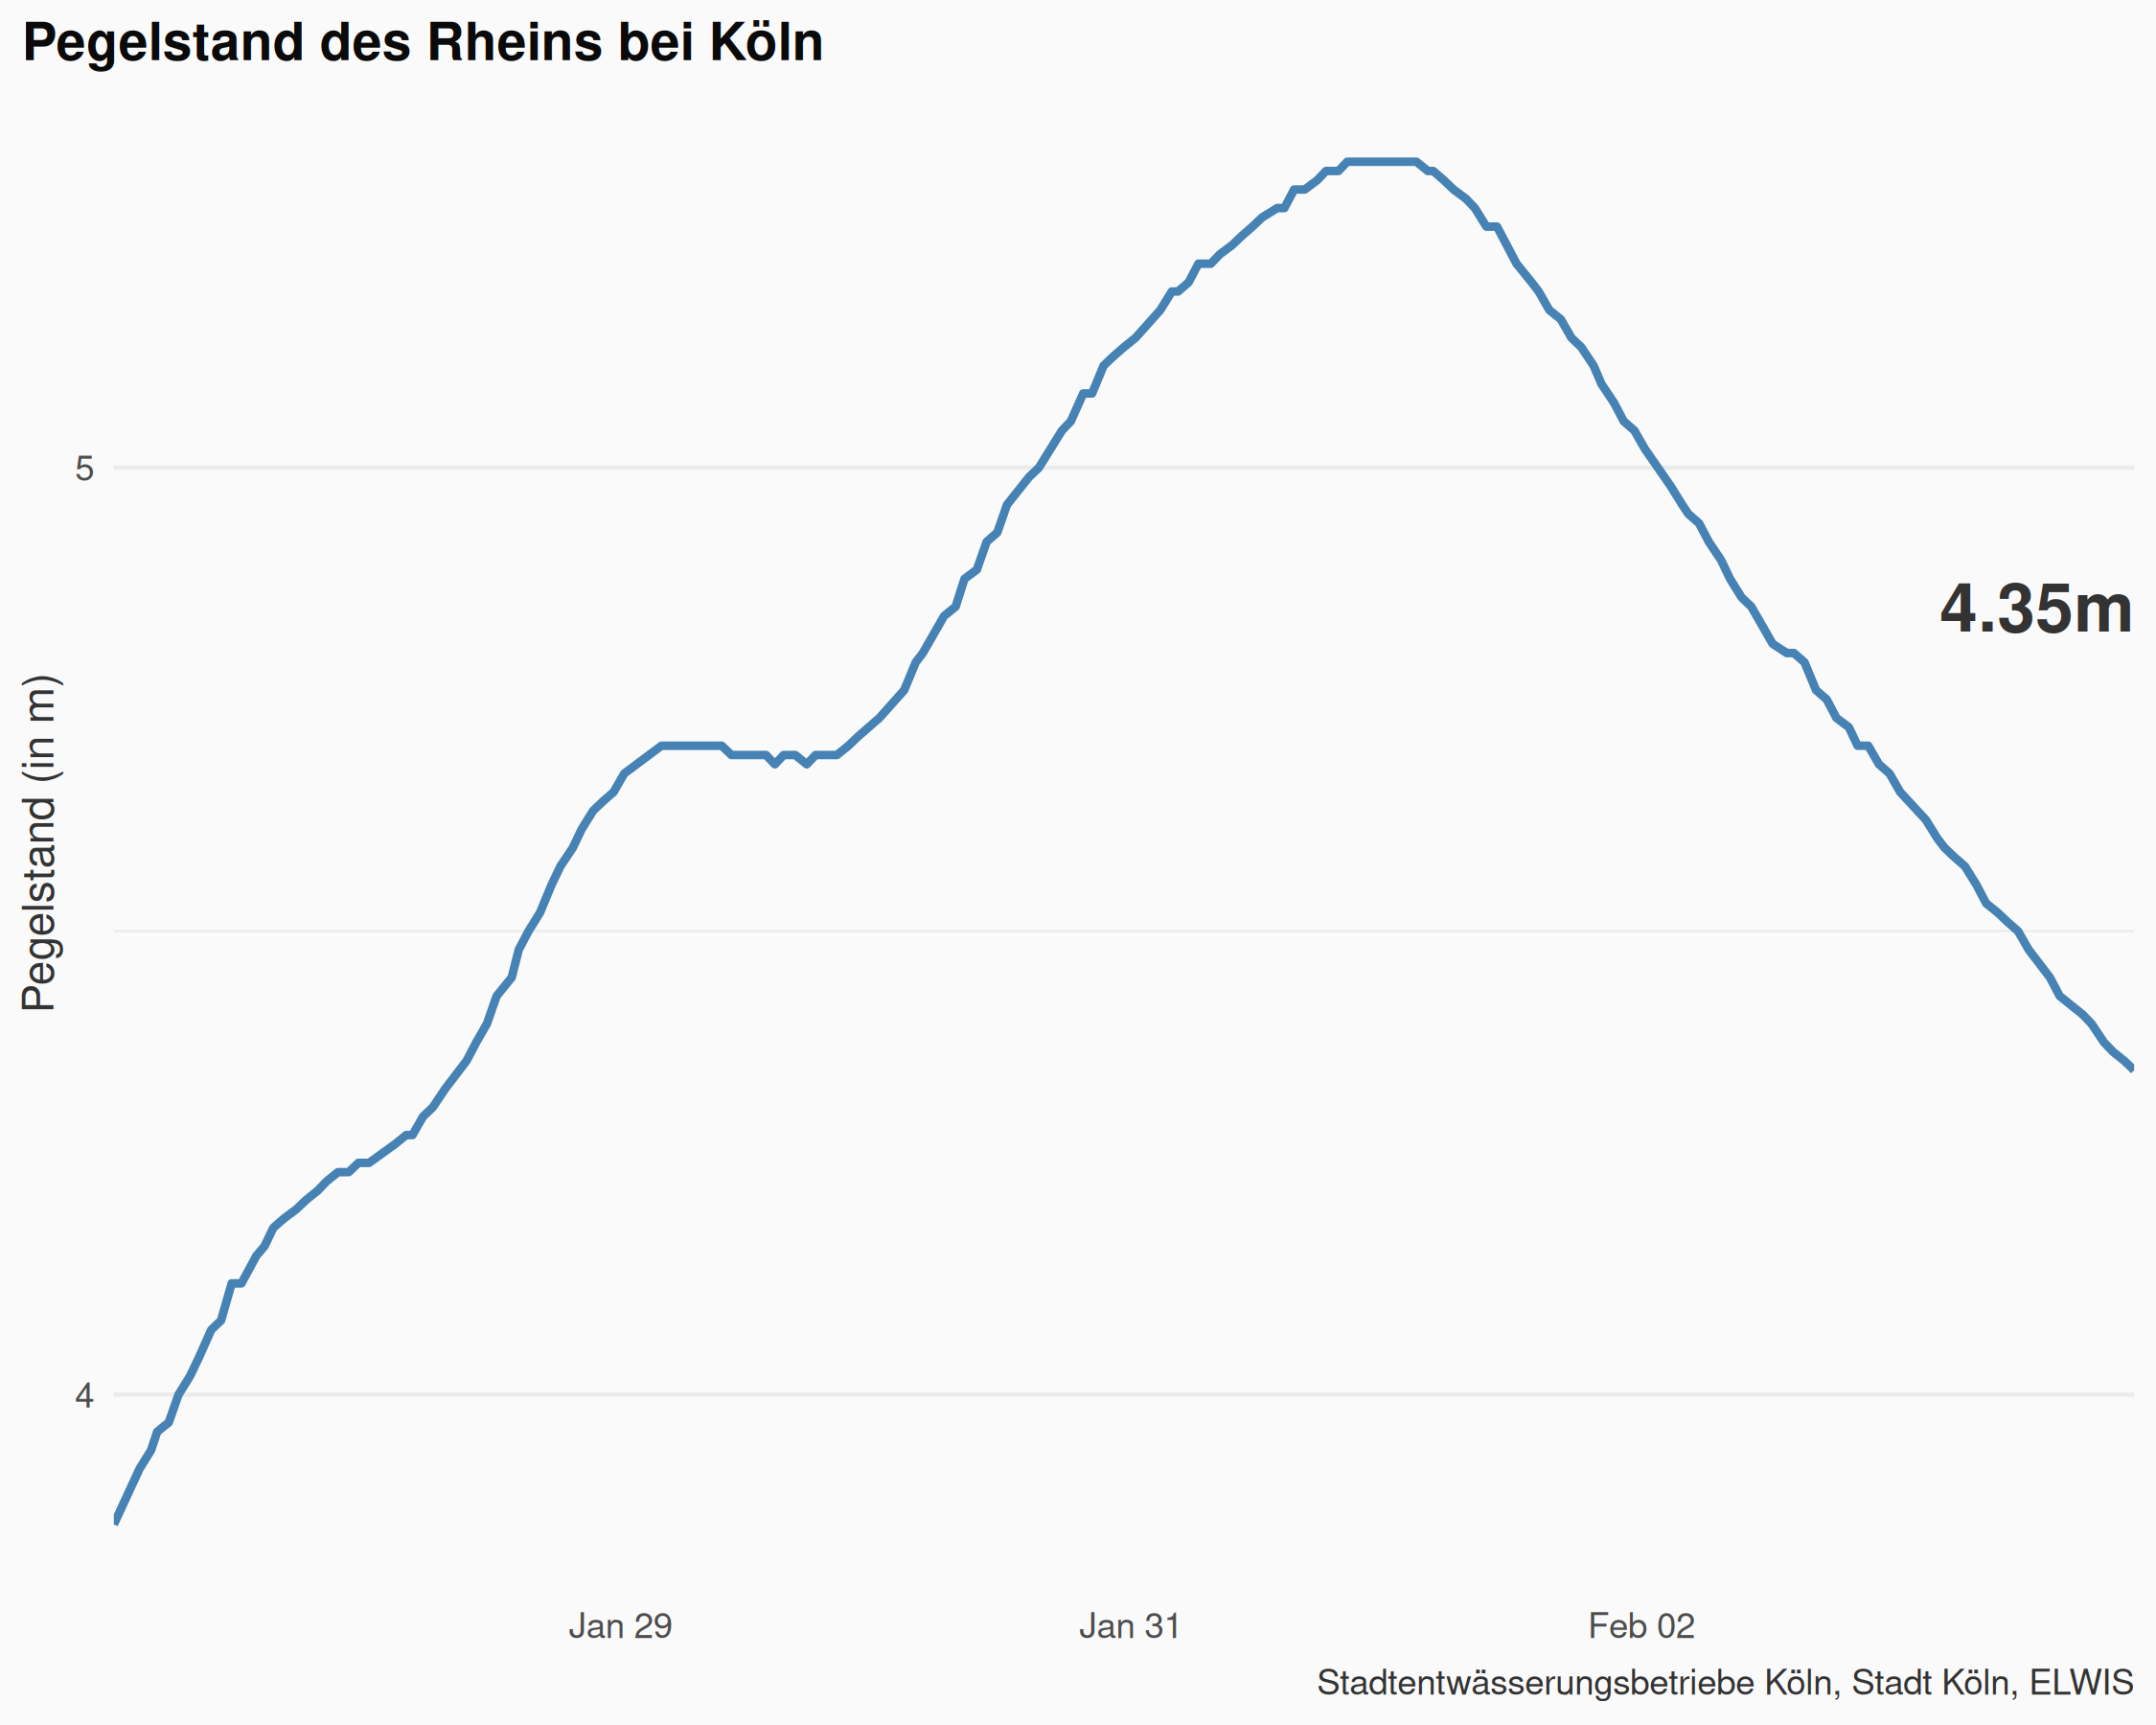 Pegelstand des Rheins bei Köln
5
4.35m
Pegelstand (in m)
4
Jan 29
Jan 31
Feb 02
Stadtentwässerungsbetriebe Köln, Stadt Köln, ELWIS